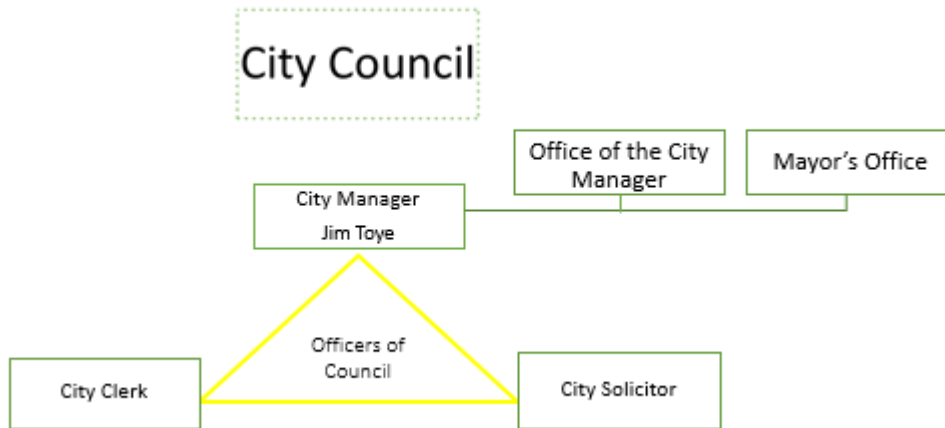 City Council
Office of the City
Manager
Mayor's Office
City Manager
Jim Toye
Officers of
Council
City Clerk
City Solicitor